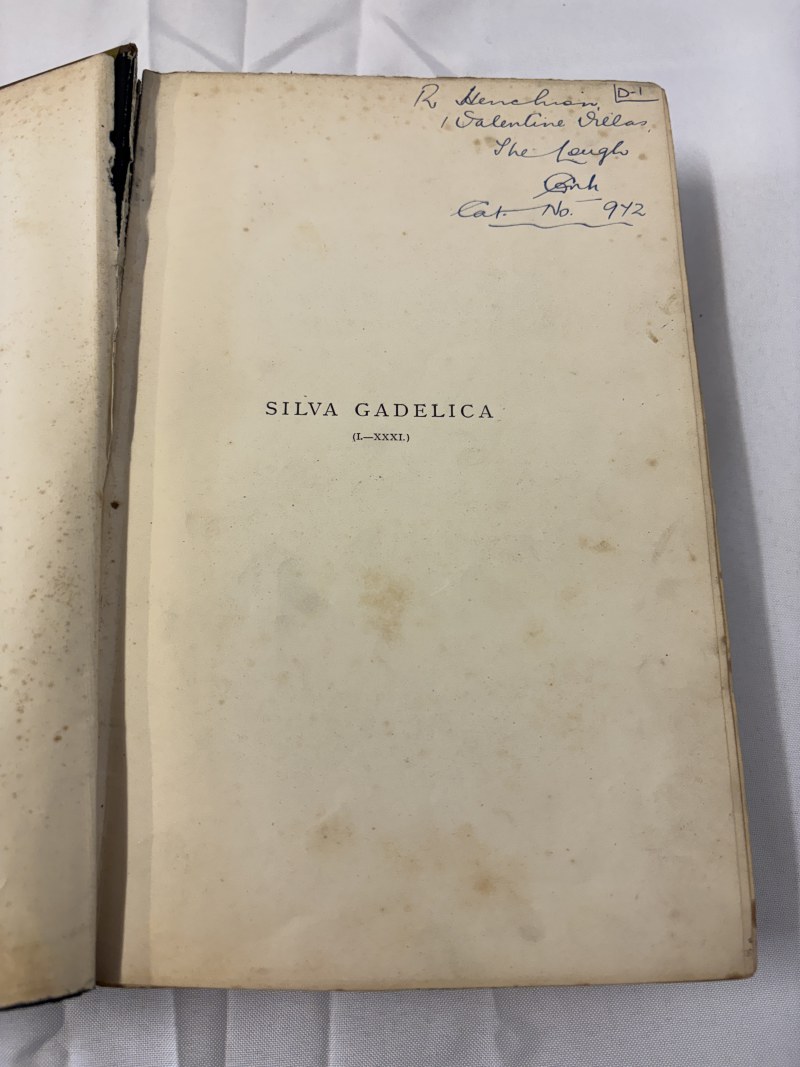 R Henchion, D-1
1 Valentine Villas,
The Lough
Cork
Cat. No. 972
SILVA GADELICA
(I.—XXXI.)